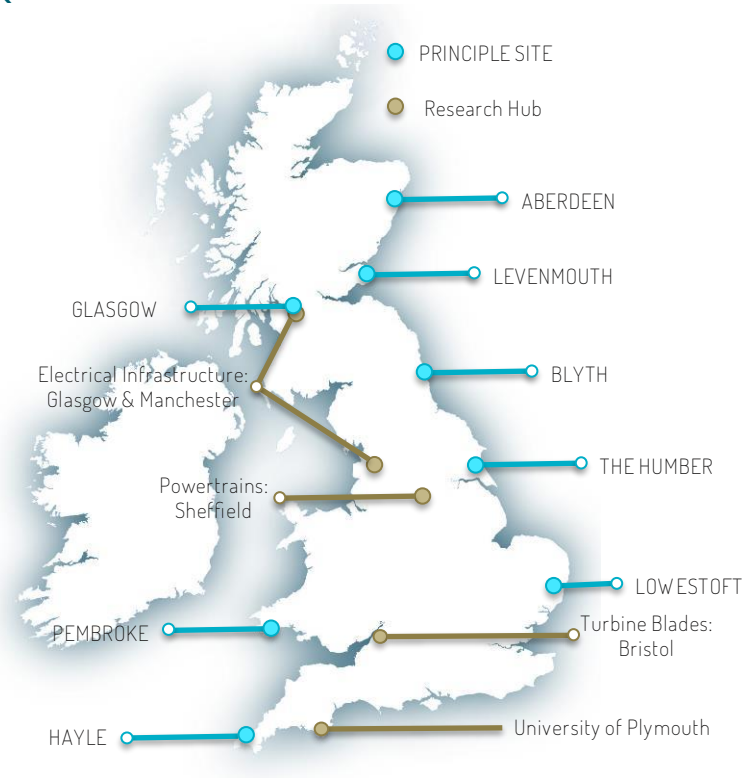 PRINCIPLE SITE
Research Hub
ABERDEEN
LEVENMOUTH
GLASGOW
Electrical Infrastructure:
Glasgow & Manchester
BLYTH
THE HUMBER
Powertrains:
Sheffield
LOWESTOFT
Turbine Blades:
Bristol
PEMBROKE
University of Plymouth
HAYLE